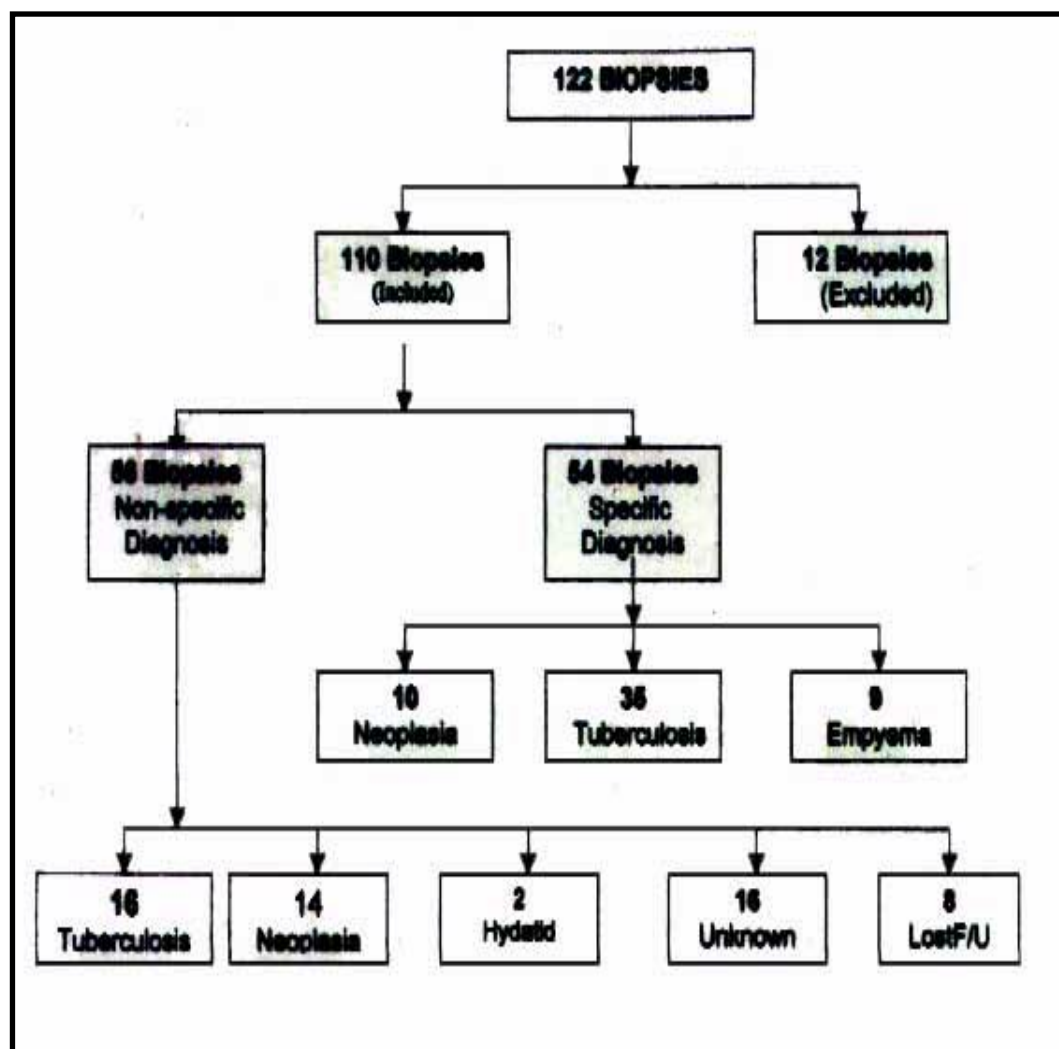 122 BIOPSIES
110 Biopsies
(Included)
12 Biopsies
(Excluded)
56 Biopsies
Non-specific
Diagnosis
54 Biopsies
Specific
Diagnosis
10
Neoplasia
35
Tuberculosis
9
Empyema
16
Tuberculosis
14
Neoplasia
2
Hydatid
16
Unknown
8
LostF/U